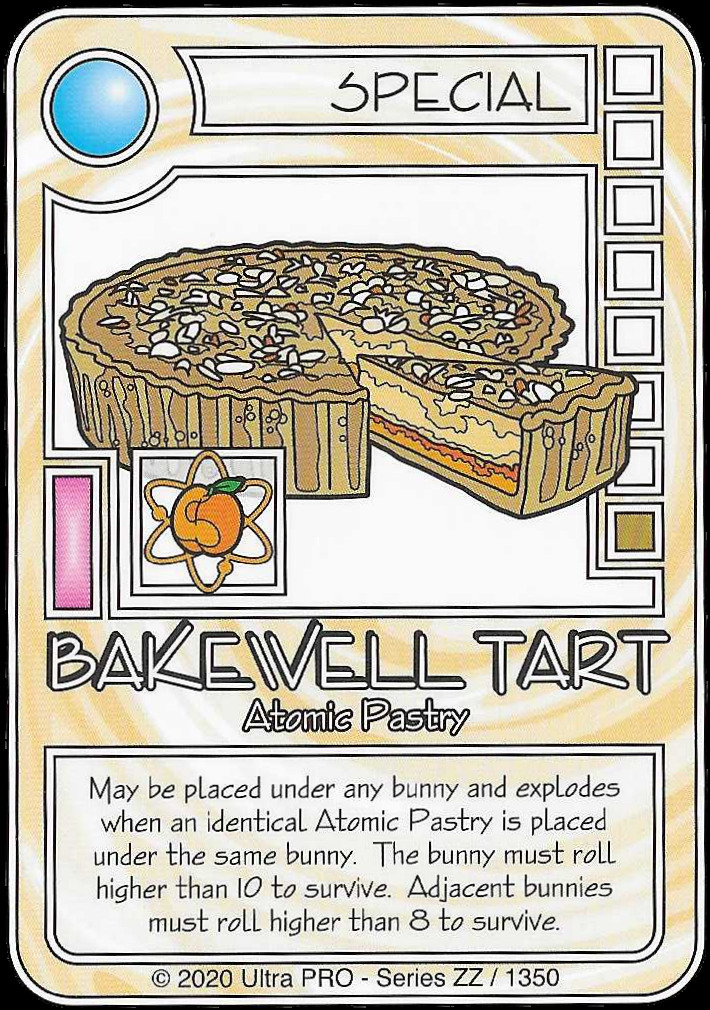 SPECIAL
BAKEWELL TART
Atomic Pastry
May be placed under any bunny and explodes
when an identical Atomic Pastry is placed
under the same bunny. The bunny must roll
higher than 10 to survive. Adjacent bunnies
must roll higher than 8 to survive.
© 2020 Ultra PRO - Series ZZ / 1350